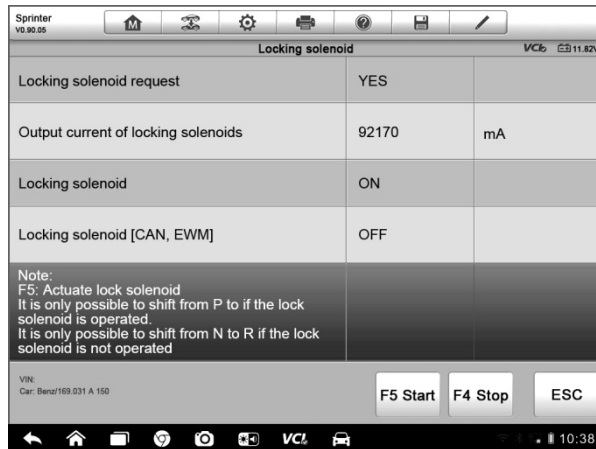 Sprinter
V0.90.05
M
Locking solenoid
VCI
11.82V
Locking solenoid request YES
Output current of locking solenoids 92170 mA
Locking solenoid ON
Locking solenoid [CAN, EWM] OFF
Note:
F5: Actuate lock solenoid
It is only possible to shift from P to if the lock
solenoid is operated.
It is only possible to shift from N to R if the lock
solenoid is not operated
VIN:
Car: Benz/169.031 A 150
F5 Start F4 Stop ESC
VCI
10:38